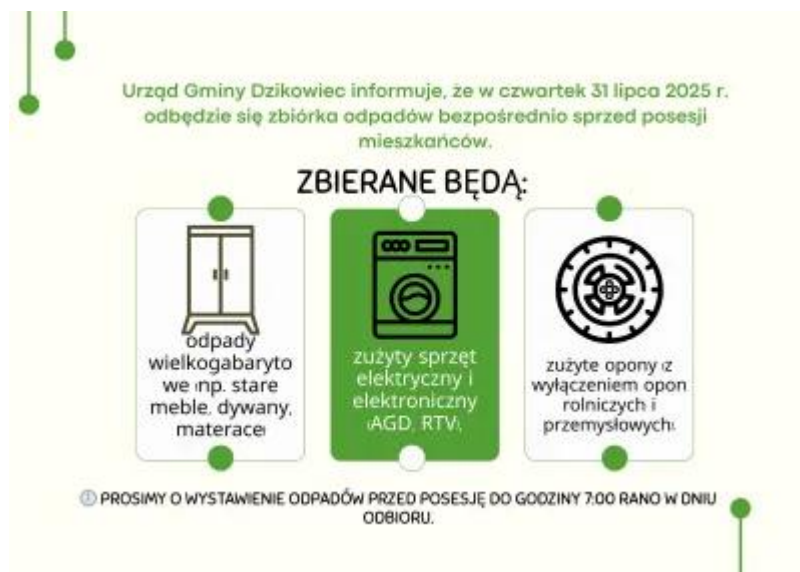 Urząd Gminy Dzikowiec informuje, że w czwartek 31 lipca 2025 r.
odbędzie się zbiórka odpadów bezpośrednio sprzed posesji
mieszkańców.
ZBIERANE BĘDĄ:
odpady
wielkogabaryto
we (np. stare
meble, dywany,
materace)
zużyty sprzęt
elektryczny i
elektroniczny
(AGD, RTV),
zużyte opony (z
wyłączeniem opon
rolniczych i
przemysłowych)
PROSIMY O WYSTAWIENIE ODPADÓW PRZED POSESJĘ DO GODZINY 7:00 RANO W DNIU
ODBIORU.